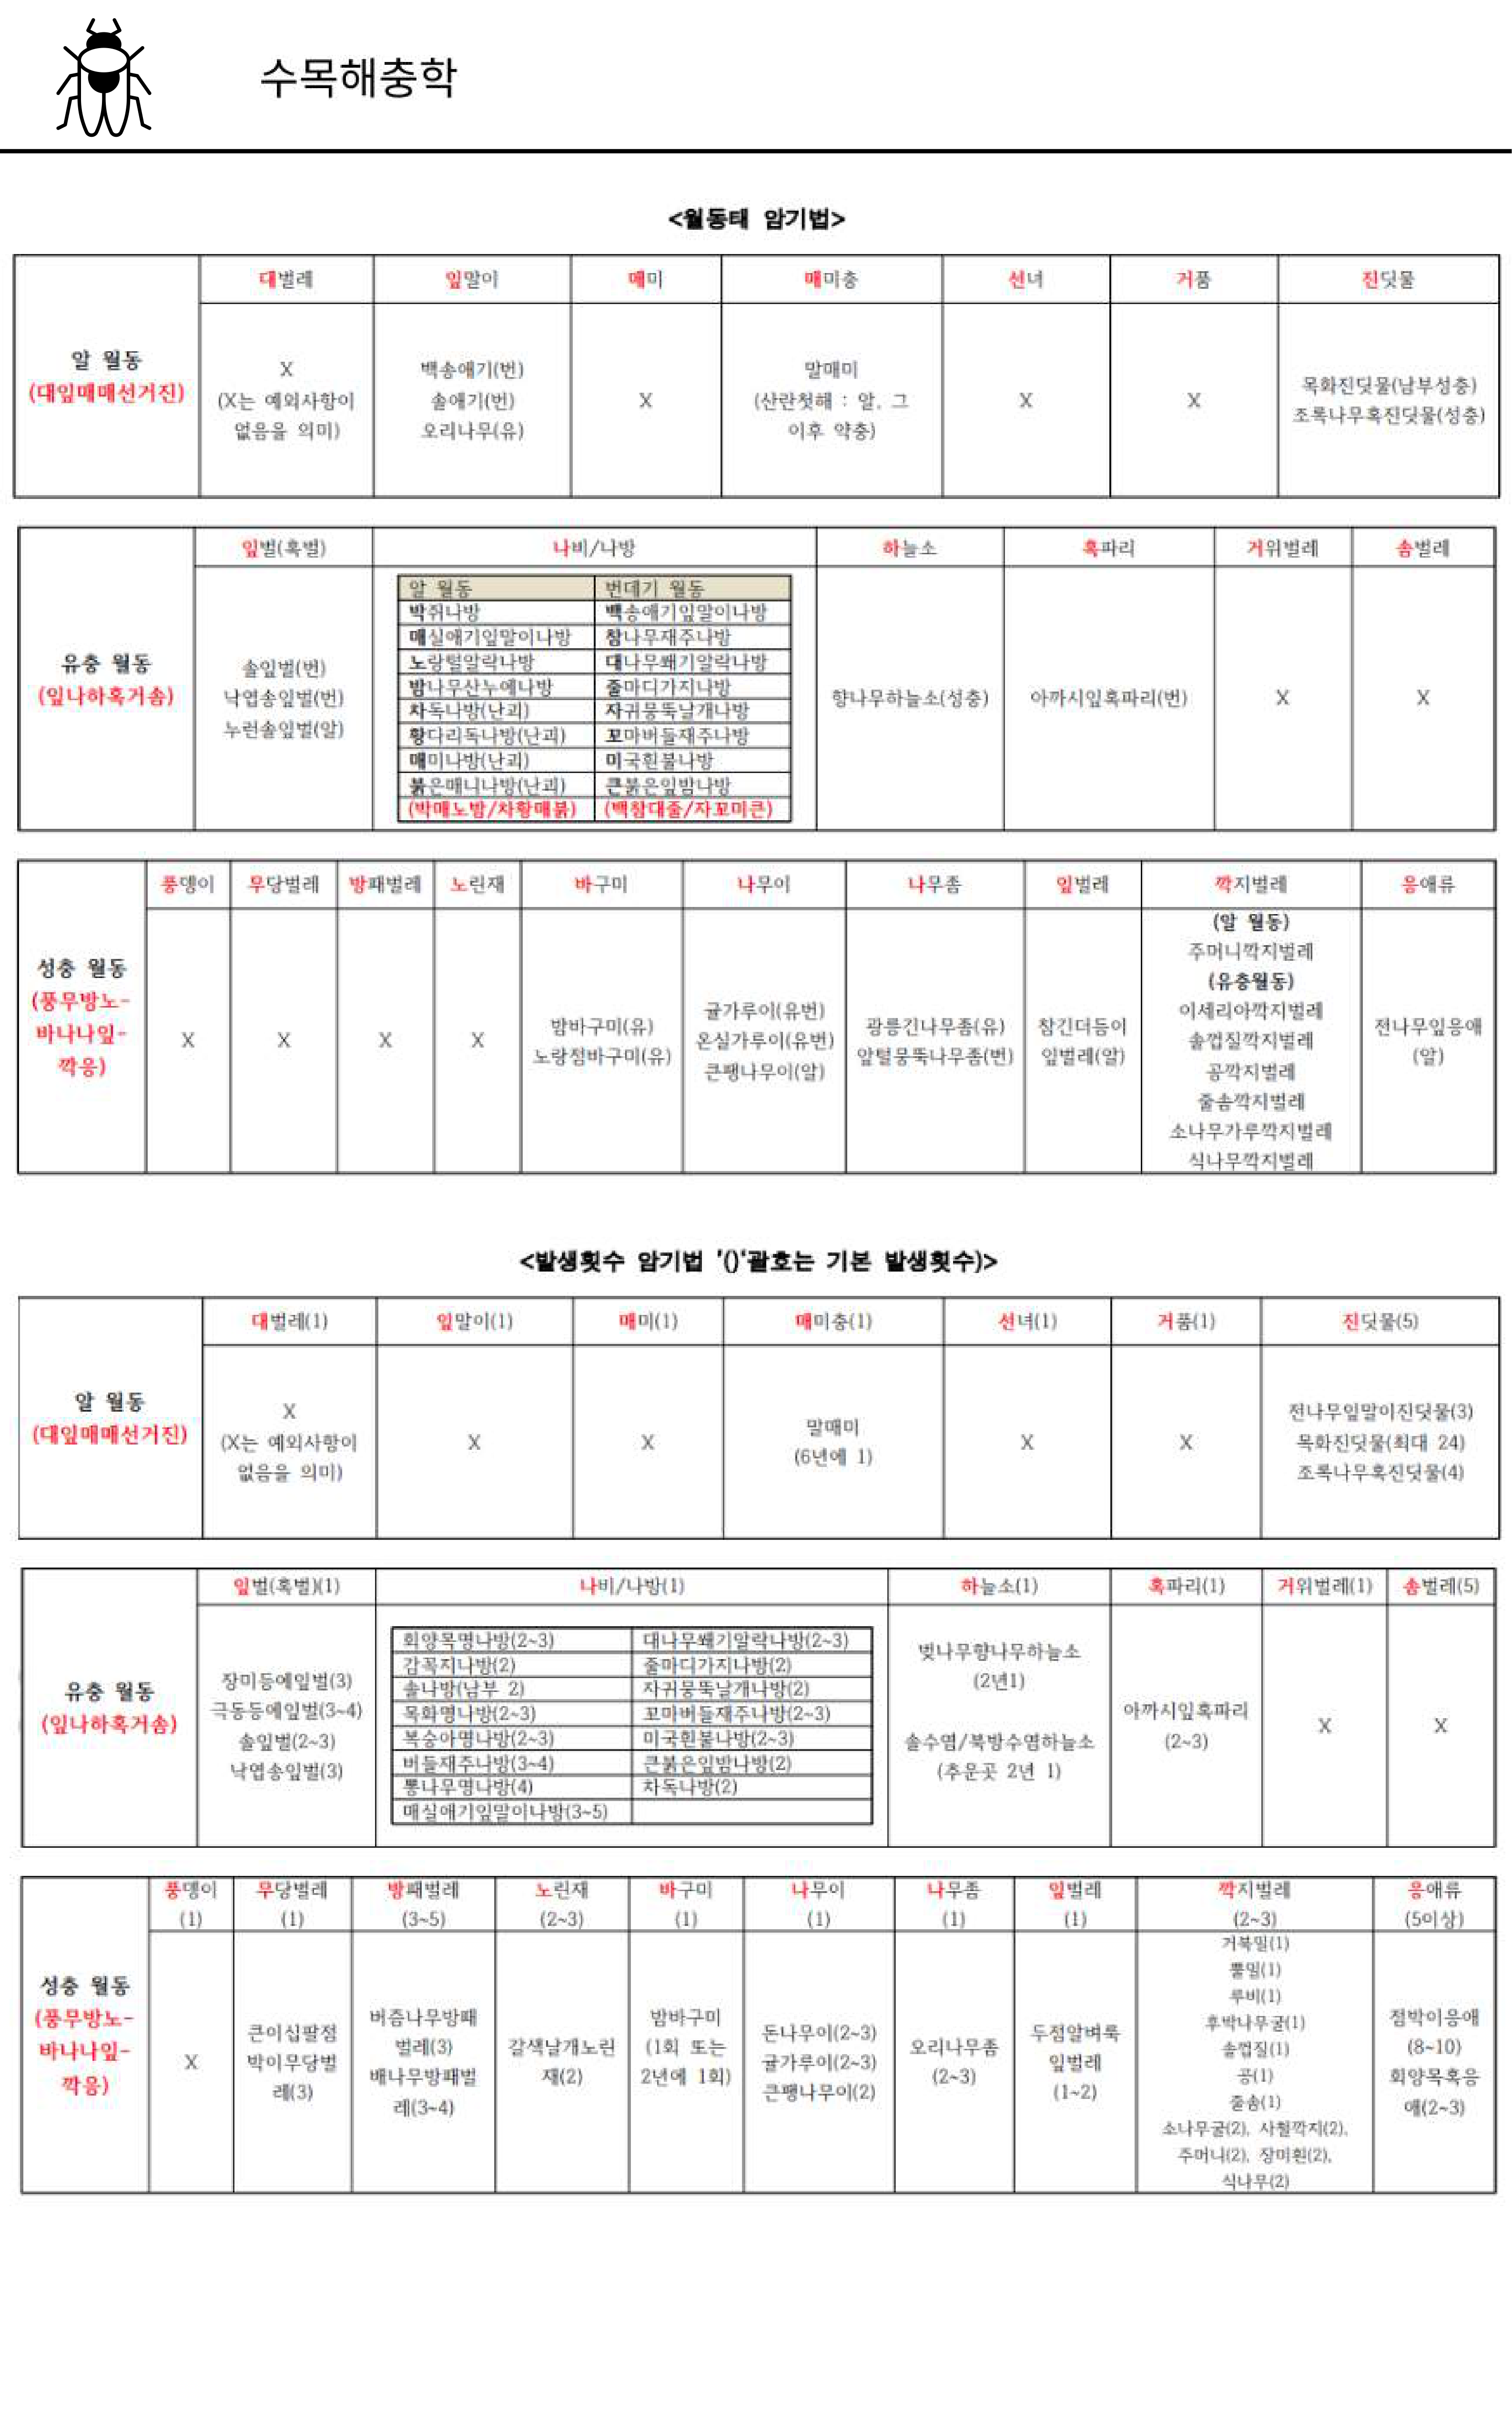 수목해충학
<월동태 암기법>
알 월동
(대잎매매선거진)
대벌레
잎말이
매미
매미충
선녀
거품
진딧물
X
(X는 예외사항이
없음을 의미)
백송애기(번)
솔애기(번)
오리나무(유)
X
말매미
(산란첫해 : 알, 그
이후 약충)
X
X
목화진딧물(남부성충)
조록나무혹진딧물(성충)
유충 월동
(잎나하혹거솜)
잎벌(혹벌)
나비/나방
하늘소
혹파리
거위벌레
솜벌레
솔잎벌(번)
낙엽송잎벌(번)
누런솔잎벌(알)
알 월동 번데기 월동
박쥐나방 백송애기잎말이나방
매실애기잎말이나방 참나무재주나방
노랑털알락나방 대나무쐐기알락나방
밤나무산누에나방 줄마디가지나방
차독나방(난괴) 자귀뭉뚝날개나방
황다리독나방(난괴) 꼬마버들재주나방
매미나방(난괴) 미국흰불나방
붉은매니나방(난괴) 큰붉은잎밤나방
(박매노밤/차황매붉) (백참대줄/자꼬미큰)
향나무하늘소(성충)
아까시잎혹파리(번)
X
X
성충 월동
(풍무방노-
바나나잎-
깍응)
풍뎅이
무당벌레
방패벌레
노린재
바구미
나무이
나무좀
잎벌레
깍지벌레
응애류
X
X
X
X
밤바구미(유)
노랑점바구미(유)
귤가루이(유번)
온실가루이(유번)
큰팽나무이(알)
광릉긴나무좀(유)
앞털뭉뚝나무좀(번)
참긴더듬이
잎벌레(알)
(알 월동)
주머니깍지벌레
(유충월동)
이세리아깍지벌레
솔껍질깍지벌레
공깍지벌레
줄솜깍지벌레
소나무가루깍지벌레
식나무깍지벌레
전나무잎응애
(알)
<발생횟수 암기법 '()'괄호는 기본 발생횟수)>
알 월동
(대잎매매선거진)
대벌레(1)
잎말이(1)
매미(1)
매미충(1)
선녀(1)
거품(1)
진딧물(5)
X
(X는 예외사항이
없음을 의미)
X
X
말매미
(6년에 1)
X
X
전나무잎말이진딧물(3)
목화진딧물(최대 24)
조록나무혹진딧물(4)
유충 월동
(잎나하혹거솜)
잎벌(혹벌)(1)
나비/나방(1)
하늘소(1)
혹파리(1)
거위벌레(1)
솜벌레(5)
장미등에잎벌(3)
극동등에잎벌(3~4)
솔잎벌(2~3)
낙엽송잎벌(3)
회양목명나방(2~3) 대나무쐐기알락나방(2~3)
감꼭지나방(2) 줄마디가지나방(2)
솔나방(남부 2) 자귀뭉뚝날개나방(2)
목화명나방(2~3) 꼬마버들재주나방(2~3)
복숭아명나방(2~3) 미국흰불나방(2~3)
버들재주나방(3~4) 큰붉은잎밤나방(2)
뽕나무명나방(4) 차독나방(2)
매실애기잎말이나방(3~5)
벚나무향나무하늘소
(2년1)
솔수염/북방수염하늘소
(추운곳 2년 1)
아까시잎혹파리
(2~3)
X
X
성충 월동
(풍무방노-
바나나잎-
깍응)
풍뎅이
(1)
무당벌레
(1)
방패벌레
(3~5)
노린재
(2~3)
바구미
(1)
나무이
(1)
나무좀
(1)
잎벌레
(1)
깍지벌레
(2~3)
응애류
(5이상)
X
큰이십팔점
박이무당벌
레(3)
버즘나무방패
벌레(3)
배나무방패벌
레(3~4)
갈색날개노린
재(2)
밤바구미
(1회 또는
2년에 1회)
돈나무이(2~3)
귤가루이(2~3)
큰팽나무이(2)
오리나무좀
(2~3)
두점알벼룩
잎벌레
(1~2)
거북밀(1)
뿔밀(1)
루비(1)
후박나무굴(1)
솔껍질(1)
공(1)
줄솜(1)
소나무굴(2), 사철깍지(2),
주머니(2), 장미흰(2),
식나무(2)
점박이응애
(8~10)
회양목혹응
애(2~3)